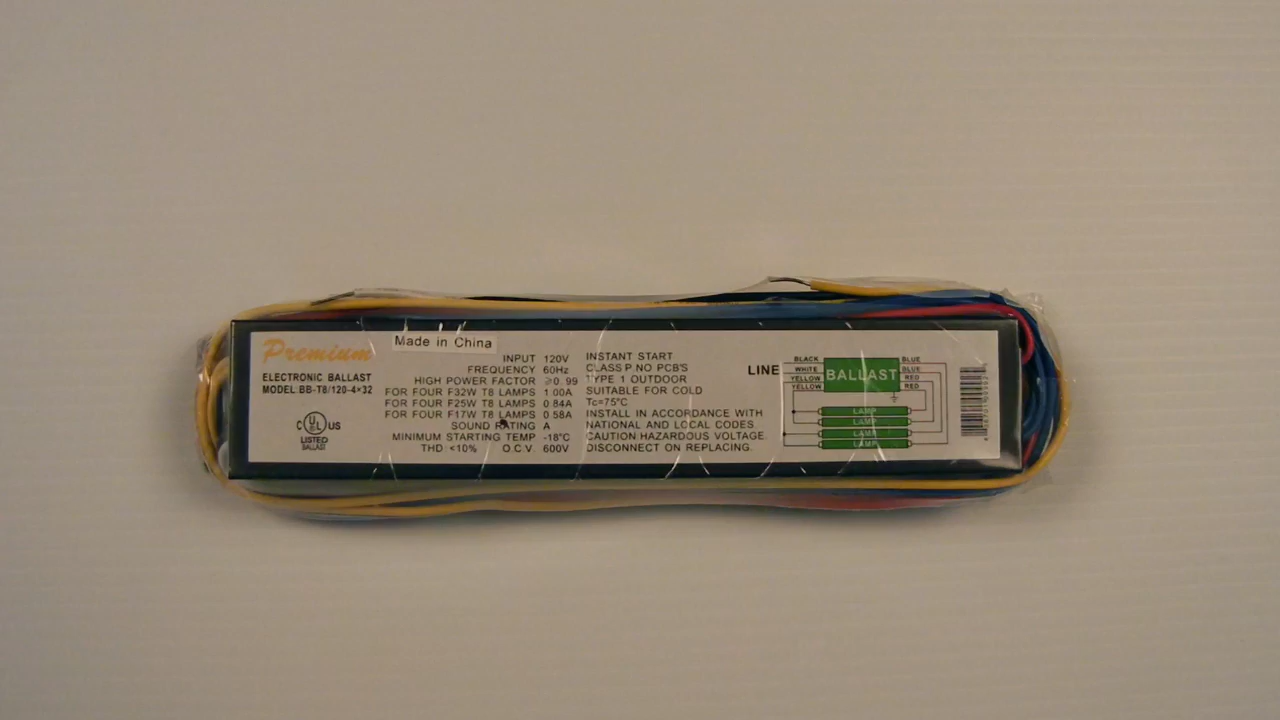 Premium
ELECTRONIC BALLAST
MODEL: BB-T8/120-4×32
C UL US
LISTED
BALLAST
Made in China
INPUT 120V
FREQUENCY 60Hz
HIGH POWER FACTOR ≥0.99
FOR FOUR F32W T8 LAMPS 1.00A
FOR FOUR F25W T8 LAMPS 0.84A
FOR FOUR F17W T8 LAMPS 0.58A
SOUND RATING A
MINIMUM STARTING TEMP -18°C
THD <10% O.C.V. 600V
INSTANT START
CLASS P NO PCB'S
TYPE 1 OUTDOOR
SUITABLE FOR COLD
Tc=75°C
INSTALL IN ACCORDANCE WITH
NATIONAL AND LOCAL CODES
CAUTION HAZARDOUS VOLTAGE.
DISCONNECT ON REPLACING.
LINE
BLACK
WHITE
YELLOW
YELLOW
BALLAST
BLUE
BLUE
RED
RED
LAMP
LAMP
LAMP
LAMP